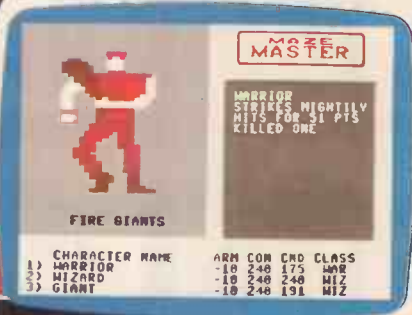 MAZE
MASTER
WARRIOR
STRIKES MIGHTILY
HITS FOR 51 PTS
KILLED ONE
FIRE GIANTS
CHARACTER NAME ARM CON CND CLASS
1) WARRIOR -10 240 175 WAR
2) WIZARD -10 240 240 WIZ
3) GIANT -10 240 191 WIZ